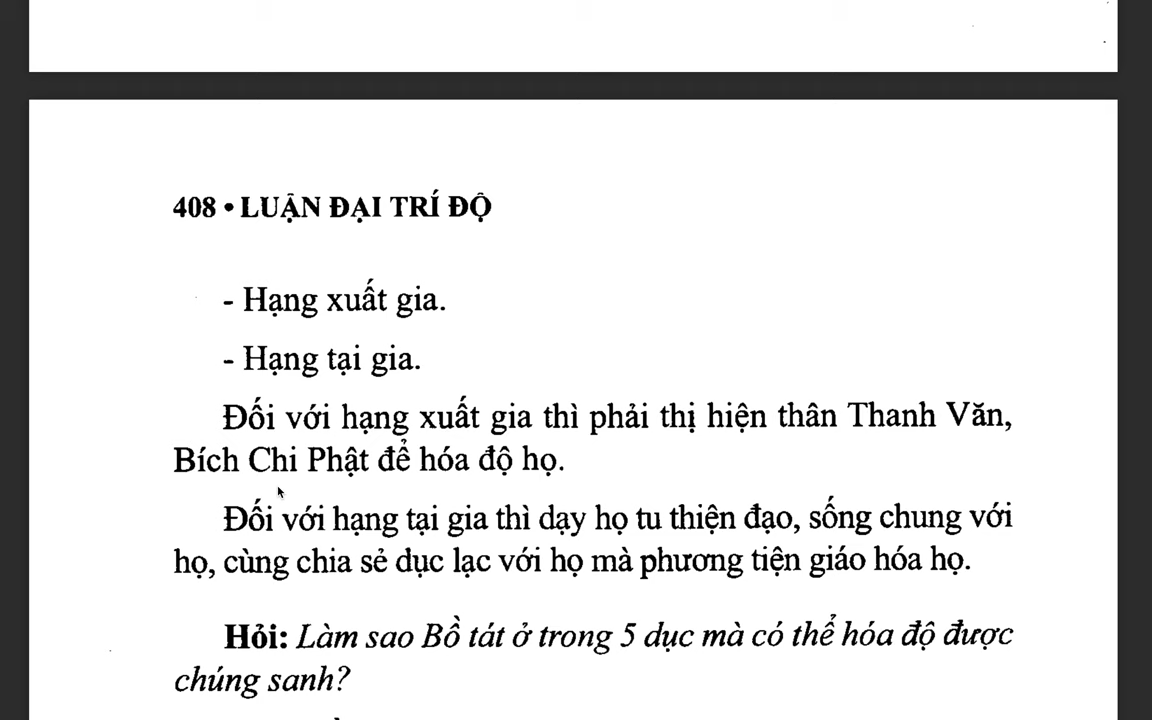 408 • LUẬN ĐẠI TRÍ ĐỘ
- Hạng xuất gia.
- Hạng tại gia.
Đối với hạng xuất gia thì phải thị hiện thân Thanh Văn,
Bích Chi Phật để hóa độ họ.
Đối với hạng tại gia thì dạy họ tu thiện đạo, sống chung với
họ, cùng chia sẻ dục lạc với họ mà phương tiện giáo hóa họ.
Hỏi: Làm sao Bồ tát ở trong 5 dục mà có thể hóa độ được
chúng sanh?